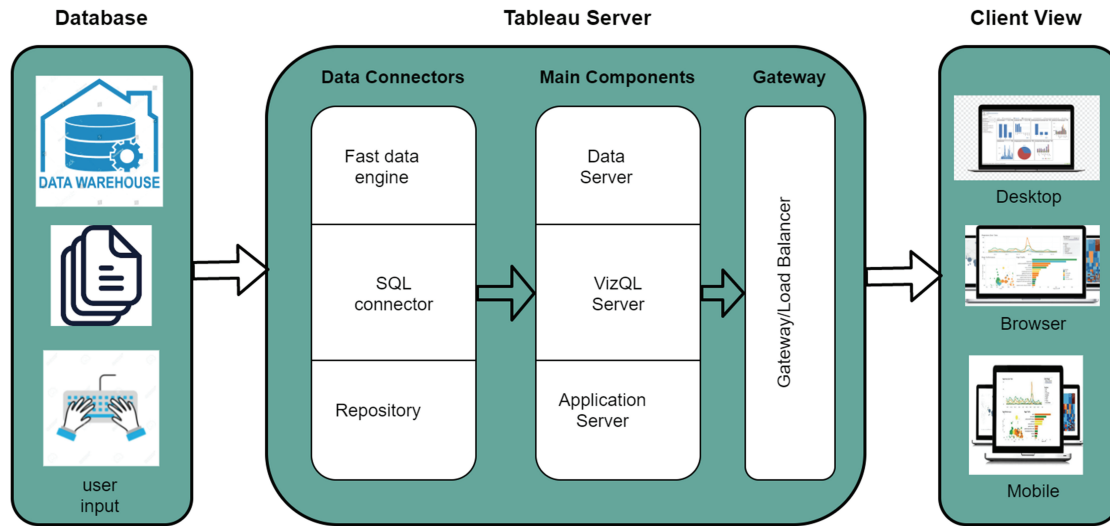 Database
Tableau Server
Client View
DATA WAREHOUSE
user
input
Data Connectors
Main Components
Gateway
Fast data
engine
SQL
connector
Repository
Data
Server
VizQL
Server
Application
Server
Gateway/Load Balancer
Desktop
Browser
Mobile